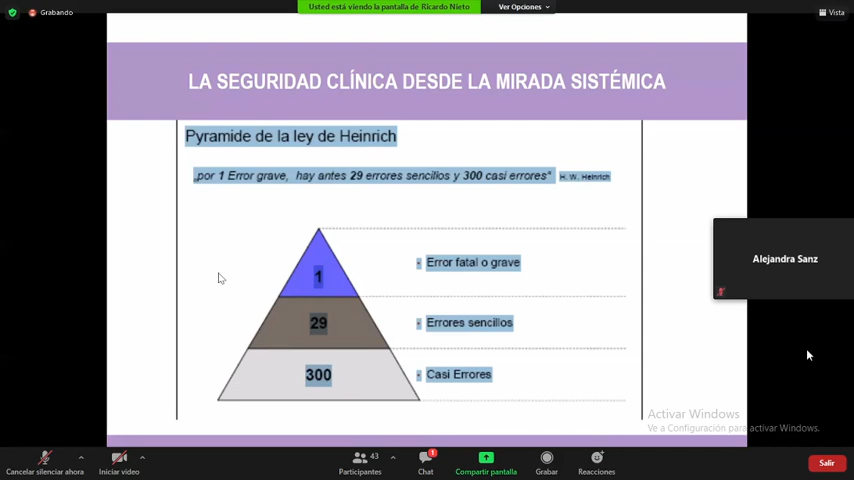 Grabando
Usted está viendo la pantalla de Ricardo Nieto
Ver Opciones
Vista
LA SEGURIDAD CLÍNICA DESDE LA MIRADA SISTÉMICA
Pyramide de la ley de Heinrich
„por 1 Error grave, hay antes 29 errores sencillos y 300 casi errores“ H. W. Heinrich
1
Error fatal o grave
29
Errores sencillos
300
Casi Errores
Alejandra Sanz
Activar Windows
Ve a Configuración para activar Windows.
Cancelar silenciar ahora
Iniciar video
43
Participantes
1
Chat
Compartir pantalla
Grabar
Reacciones
Salir